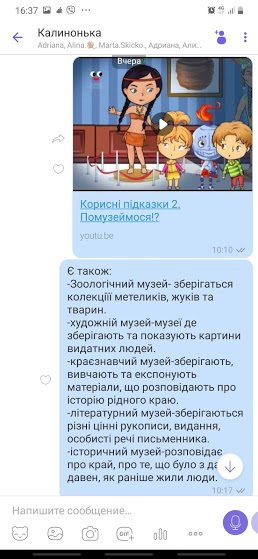 16:37
Калинонька
Adriana, Alina.🙊, Marta.Skicko., Адриана, Али...
Вчера
Корисні підказки 2.
Помузеймося!?
youtu.be
10:10
Є також:
-Зоологічний музей- зберігаться
колекціїї метеликів, жуків та
тварин.
-художній музей-музеї де
зберігають та показують картини
видатних людей.
-краєзнавчий музей-зберігають,
вивчають та експонують
матеріали, що розповідають про
історію рідного краю.
-літературний музей-зберігаються
різні цінні рукописи, видання,
особисті речі письменника.
-історичний музей-розповідає
про край, про те, що було з
давен, як раніше жили люди.
10:17
Напишите сообщение...
GIF